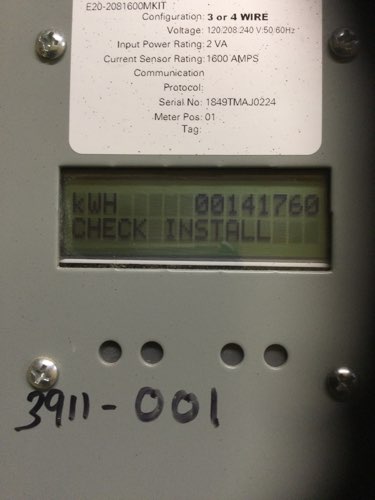 E20-2081600MKIT
Configuration: 3 or 4 WIRE
Voltage: 120/208-240 V:50/60Hz
Input Power Rating: 2 VA
Current Sensor Rating: 1600 AMPS
Communication
Protocol:
Serial No: 1849TMAJ0224
Meter Pos: 01
Tag:
kWH 00141760
CHECK INSTALL
3911-001